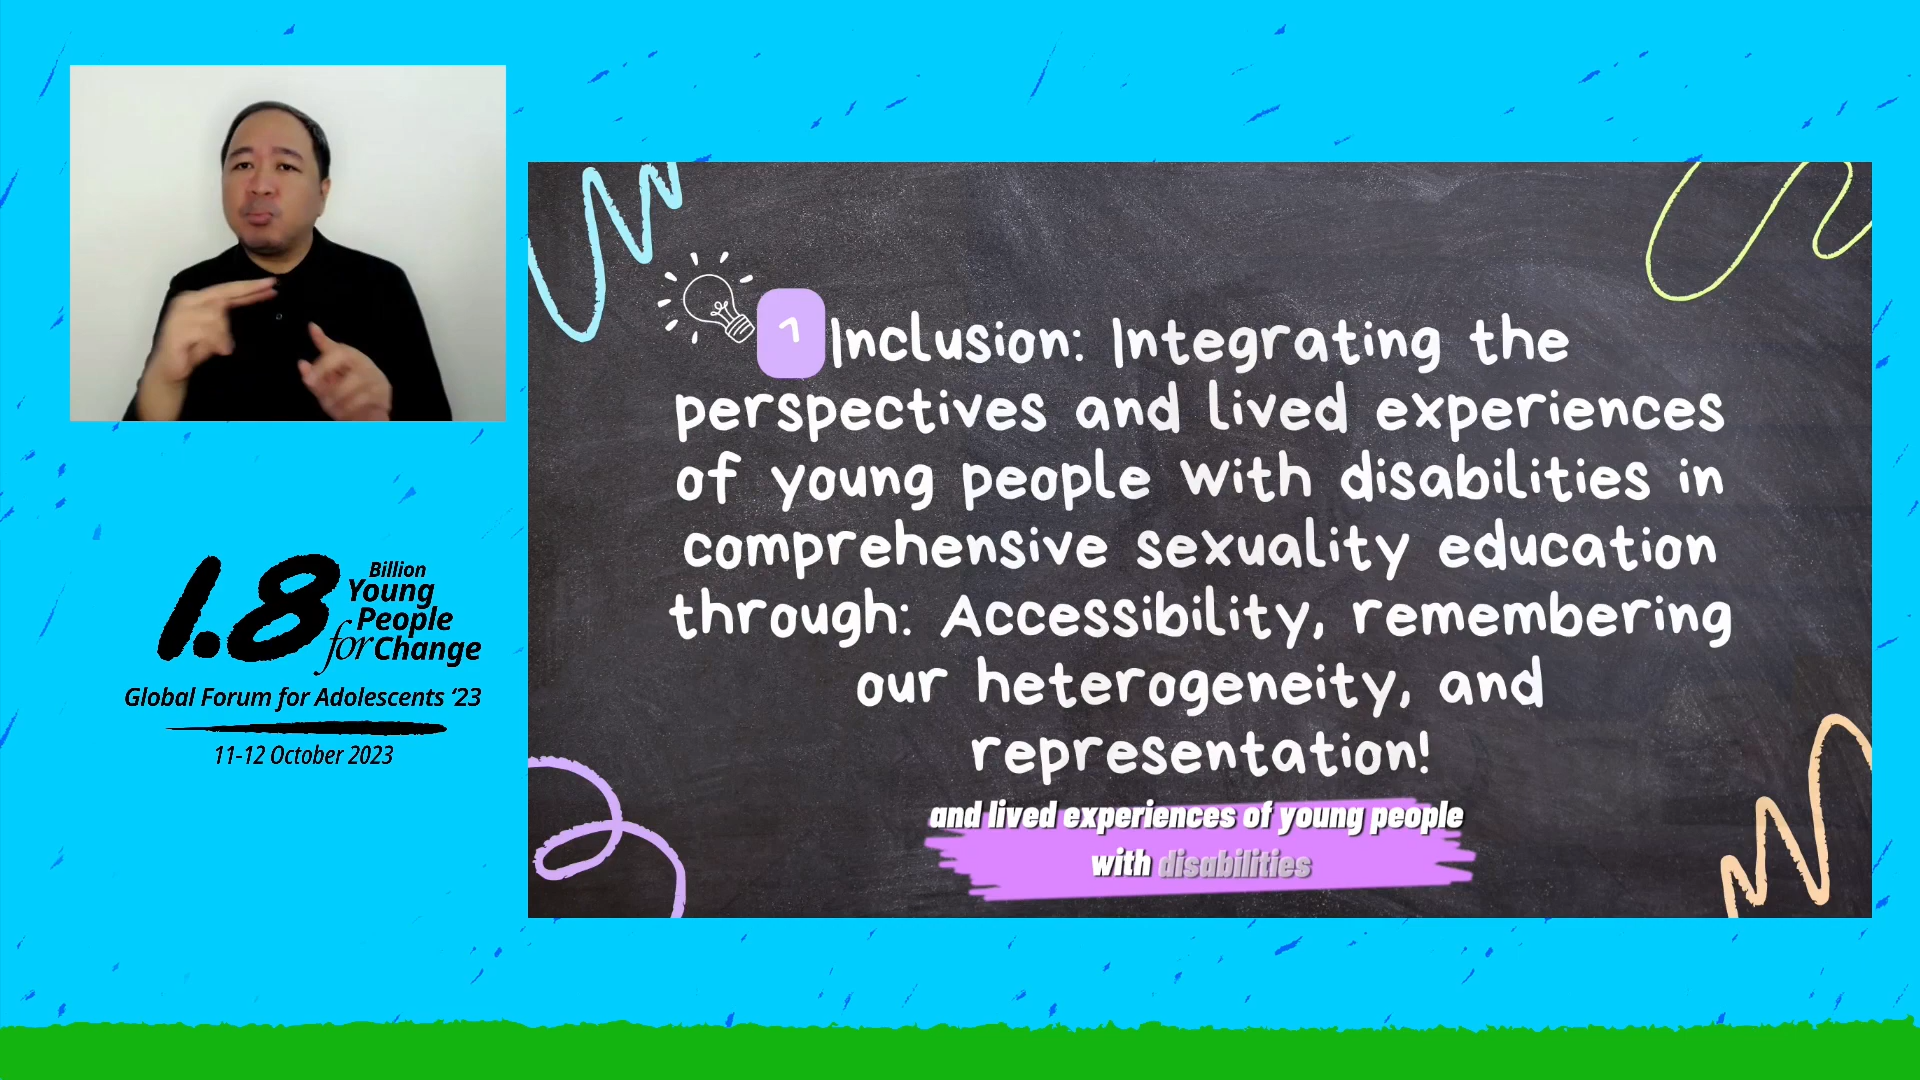 1.8 Billion
Young
People
for Change
Global Forum for Adolescents ‘23
11-12 October 2023
1 Inclusion: Integrating the
perspectives and lived experiences
of young people with disabilities in
comprehensive sexuality education
through: Accessibility, remembering
our heterogeneity, and
representation!
and lived experiences of young people
with disabilities